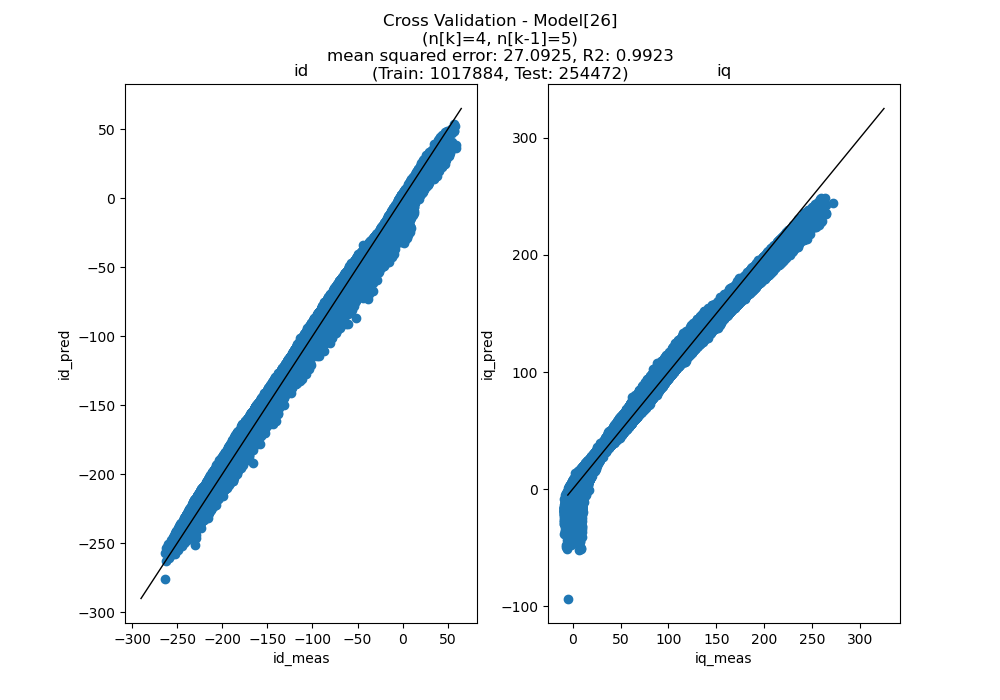 Cross Validation - Model[26]
(n[k]=4, n[k-1]=5)
mean squared error: 27.0925, R2: 0.9923
(Train: 1017884, Test: 254472)
id
50
0
−50
−100
−150
−200
−250
−300
id_pred
−300 −250 −200 −150 −100 −50 0 50
id_meas
iq
300
200
100
0
−100
iq_pred
0 50 100 150 200 250 300
iq_meas